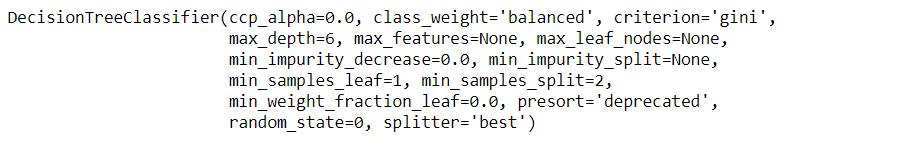 DecisionTreeClassifier(ccp_alpha=0.0, class_weight='balanced', criterion='gini',
                       max_depth=6, max_features=None, max_leaf_nodes=None,
                       min_impurity_decrease=0.0, min_impurity_split=None,
                       min_samples_leaf=1, min_samples_split=2,
                       min_weight_fraction_leaf=0.0, presort='deprecated',
                       random_state=0, splitter='best')